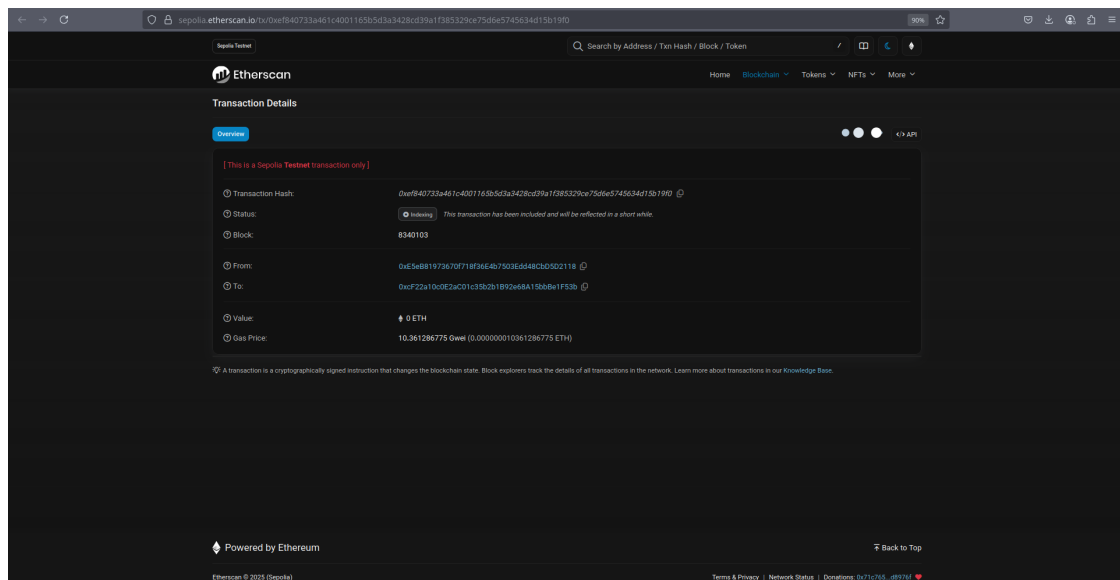 sepolia.etherscan.io/tx/0xef840733a461c4001165b5d3a3428cd39a1f385329ce75d6e5745634d15b19f0
90%
Sepolia Testnet
Search by Address / Txn Hash / Block / Token
/
Etherscan
Home Blockchain Tokens NFTs More
Transaction Details
Overview
</> API
[ This is a Sepolia Testnet transaction only ]
Transaction Hash: 0xef840733a461c4001165b5d3a3428cd39a1f385329ce75d6e5745634d15b19f0
Status: Indexing This transaction has been included and will be reflected in a short while.
Block: 8340103
From: 0xE5eB81973670f718f36E4b7503Edd48CbD5D2118
To: 0xcF22a10c0E2aC01c35b2b1B92e68A15bbBe1F53b
Value: 0 ETH
Gas Price: 10.361286775 Gwei (0.000000010361286775 ETH)
A transaction is a cryptographically signed instruction that changes the blockchain state. Block explorers track the details of all transactions in the network. Learn more about transactions in our Knowledge Base.
Powered by Ethereum
Back to Top
Etherscan © 2025 (Sepolia)
Terms & Privacy | Network Status | Donations: 0x71c765...d8976f